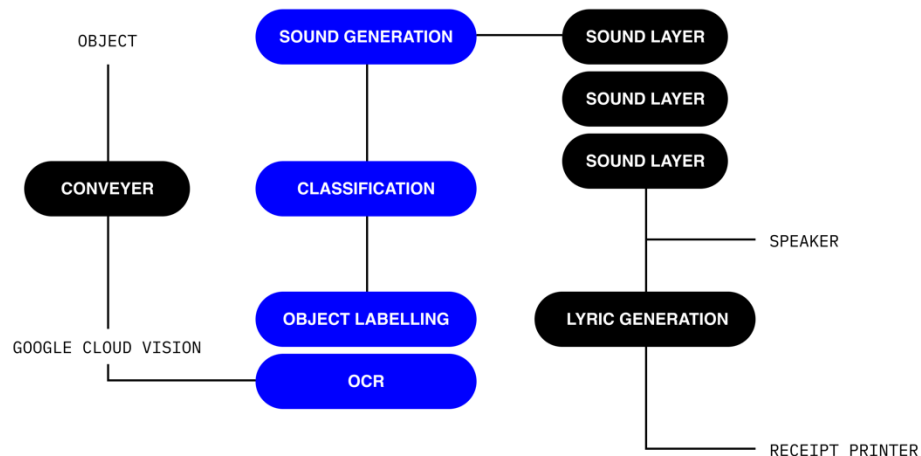 OBJECT
CONVEYER
GOOGLE CLOUD VISION
SOUND GENERATION
CLASSIFICATION
OBJECT LABELLING
OCR
SOUND LAYER
SOUND LAYER
SOUND LAYER
SPEAKER
LYRIC GENERATION
RECEIPT PRINTER